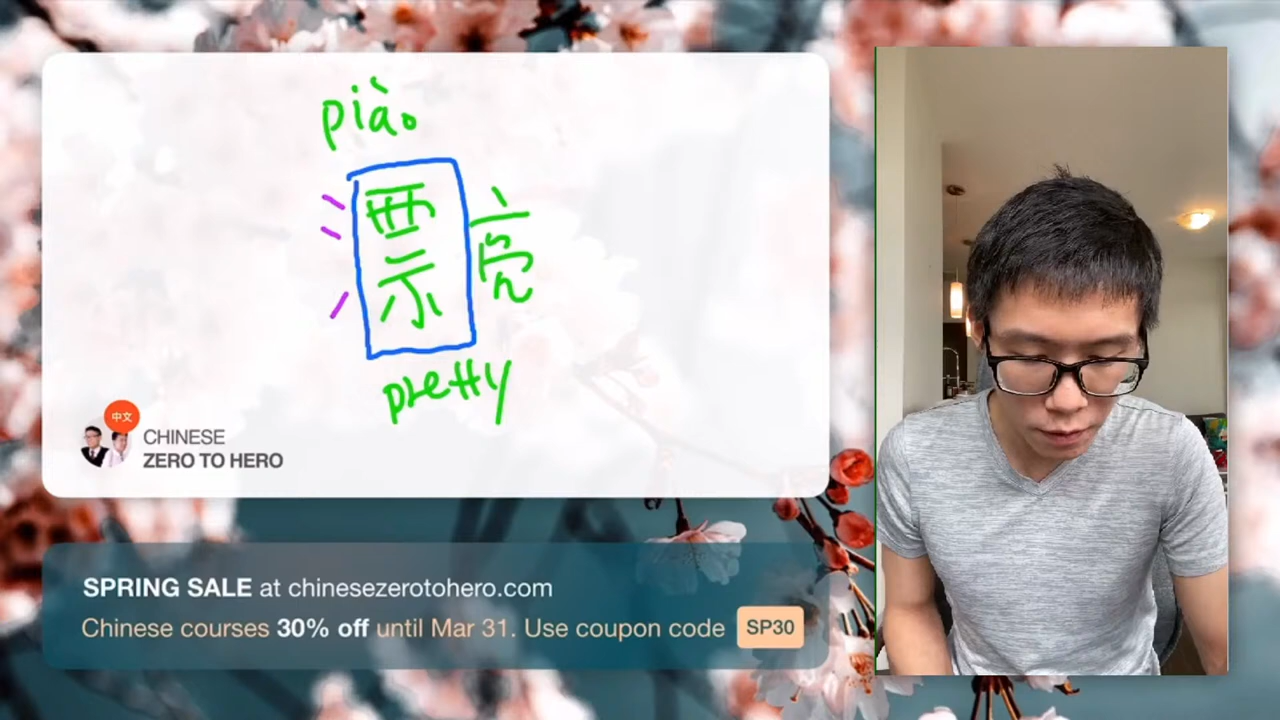 piào
漂亮
pretty
中文
CHINESE
ZERO TO HERO
SPRING SALE at chinesezerotohero.com
Chinese courses 30% off until Mar 31. Use coupon code SP30